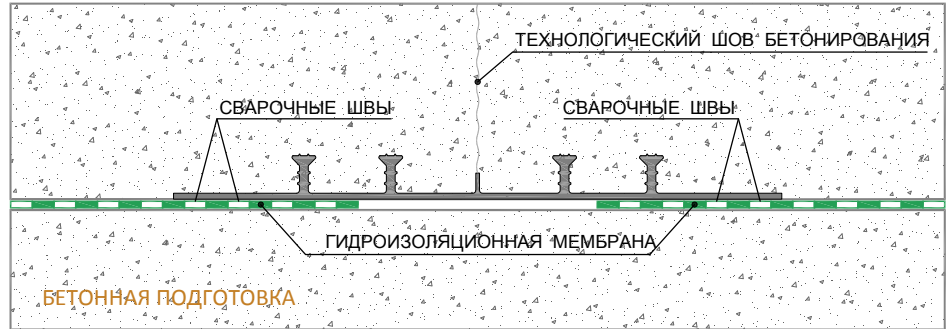 ТЕХНОЛОГИЧЕСКИЙ ШОВ БЕТОНИРОВАНИЯ
СВАРОЧНЫЕ ШВЫ
СВАРОЧНЫЕ ШВЫ
ГИДРОИЗОЛЯЦИОННАЯ МЕМБРАНА
БЕТОННАЯ ПОДГОТОВКА